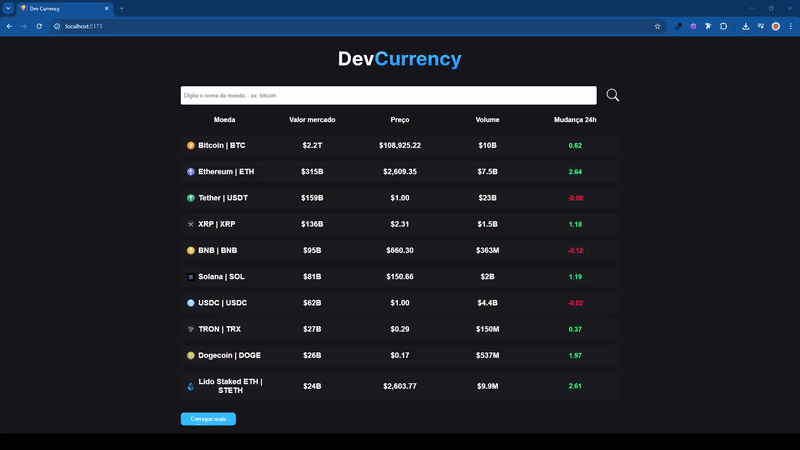 Dev Currency
localhost:5173
DevCurrency
Digite o nome da moeda... ex: bitcoin
Moeda Valor mercado Preço Volume Mudança 24h
Bitcoin | BTC $2.2T $108,925.22 $10B 0.62
Ethereum | ETH $315B $2,609.35 $7.5B 2.64
Tether | USDT $159B $1.00 $23B
XRP | XRP $136B $2.31 $1.5B 1.18
BNB | BNB $95B $660.30 $363M -0.12
Solana | SOL $81B $150.66 $2B 1.19
USDC | USDC $62B $1.00 $4.4B
TRON | TRX $27B $0.29 $150M 0.37
Dogecoin | DOGE $26B $0.17 $537M 1.97
Lido Staked ETH |
STETH $24B $2,603.77 $9.9M 2.61
Carregar mais